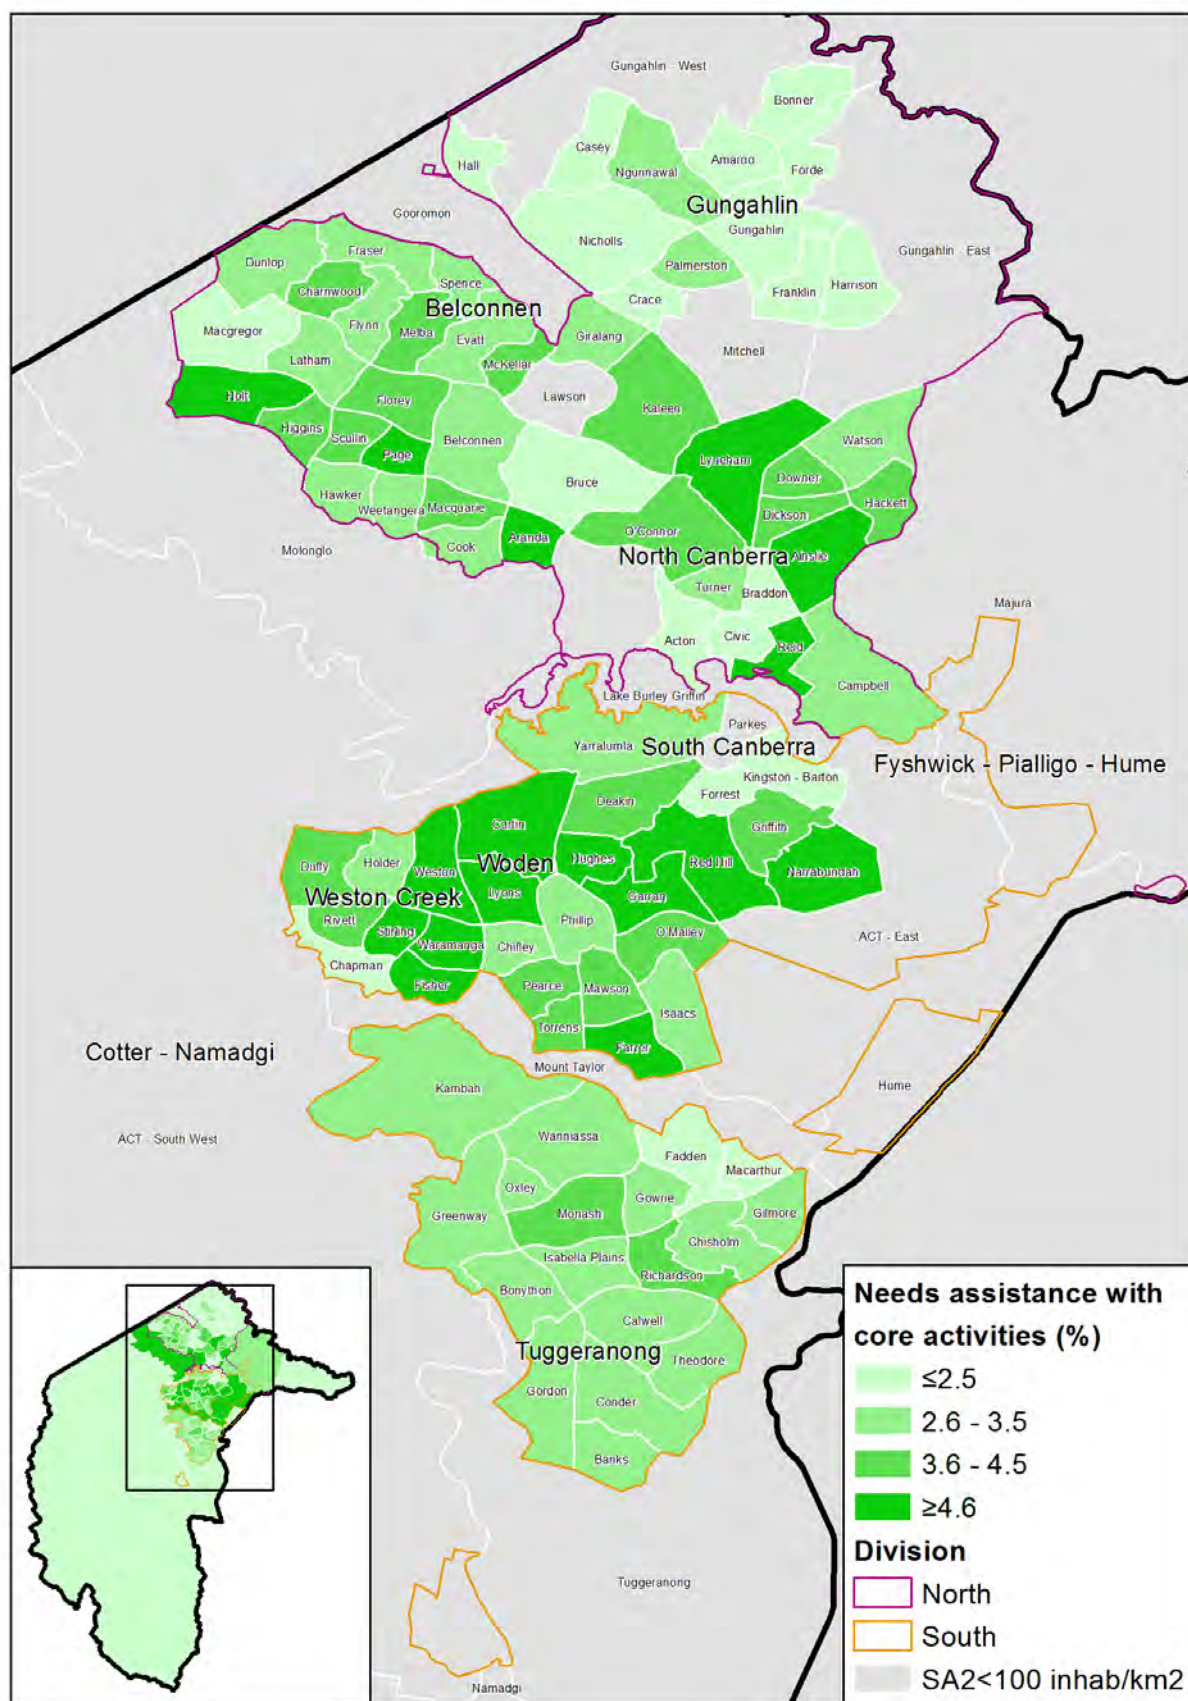 Gungahlin - West
Bonner
Casey
Amaroo
Hall
Ngunnawal
Forde
Gungahlin
Gooromon
Gungahlin
Nicholls
Gungahlin - East
Fraser
Dunlop
Palmerston
Spence
Charnwood
Franklin
Harrison
Crace
Belconnen
Macgregor
Flynn
Melba
Evatt
Giralang
Mitchell
Latham
McKellar
Holt
Lawson
Florey
Kaleen
Higgins
Scullin
Belconnen
Watson
Page
Lyneham
Downer
Bruce
Hawker
Weetangera
Macquarie
Hackett
Dickson
O'Connor
Aranda
Cook
Molonglo
North Canberra
Ainslie
Turner
Braddon
Majura
Acton
Civic
Reid
Campbell
Lake Burley Griffin
Parkes
Yarralumla
South Canberra
Fyshwick - Pialligo - Hume
Kingston - Barton
Forrest
Deakin
Curtin
Griffith
Duffy
Holder
Woden
Hughes
Red Hill
Weston
Narrabundah
Lyons
Weston Creek
Garran
Rivett
Phillip
Stirling
O'Malley
ACT - East
Waramanga
Chifley
Chapman
Fisher
Pearce
Mawson
Isaacs
Torrens
Farrer
Cotter - Namadgi
Mount Taylor
Kambah
Hume
ACT - South West
Wanniassa
Fadden
Macarthur
Oxley
Gowrie
Greenway
Monash
Gilmore
Chisholm
Isabella Plains
Richardson
Bonython
Calwell
Tuggeranong
Theodore
Gordon
Conder
Banks
Tuggeranong
Namadgi
Needs assistance with
core activities (%)
≤2.5
2.6 - 3.5
3.6 - 4.5
≥4.6
Division
North
South
SA2<100 inhab/km2